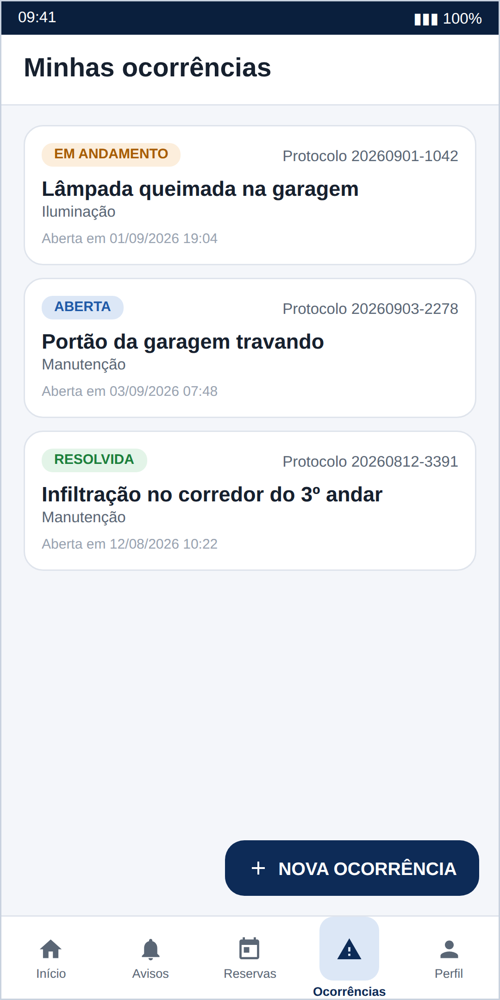 09:41
100%
Minhas ocorrências
EM ANDAMENTO
Protocolo 20260901-1042
Lâmpada queimada na garagem
Iluminação
Aberta em 01/09/2026 19:04
ABERTA
Protocolo 20260903-2278
Portão da garagem travando
Manutenção
Aberta em 03/09/2026 07:48
RESOLVIDA
Protocolo 20260812-3391
Infiltração no corredor do 3º andar
Manutenção
Aberta em 12/08/2026 10:22
+ NOVA OCORRÊNCIA
Início
Avisos
Reservas
Ocorrências
Perfil